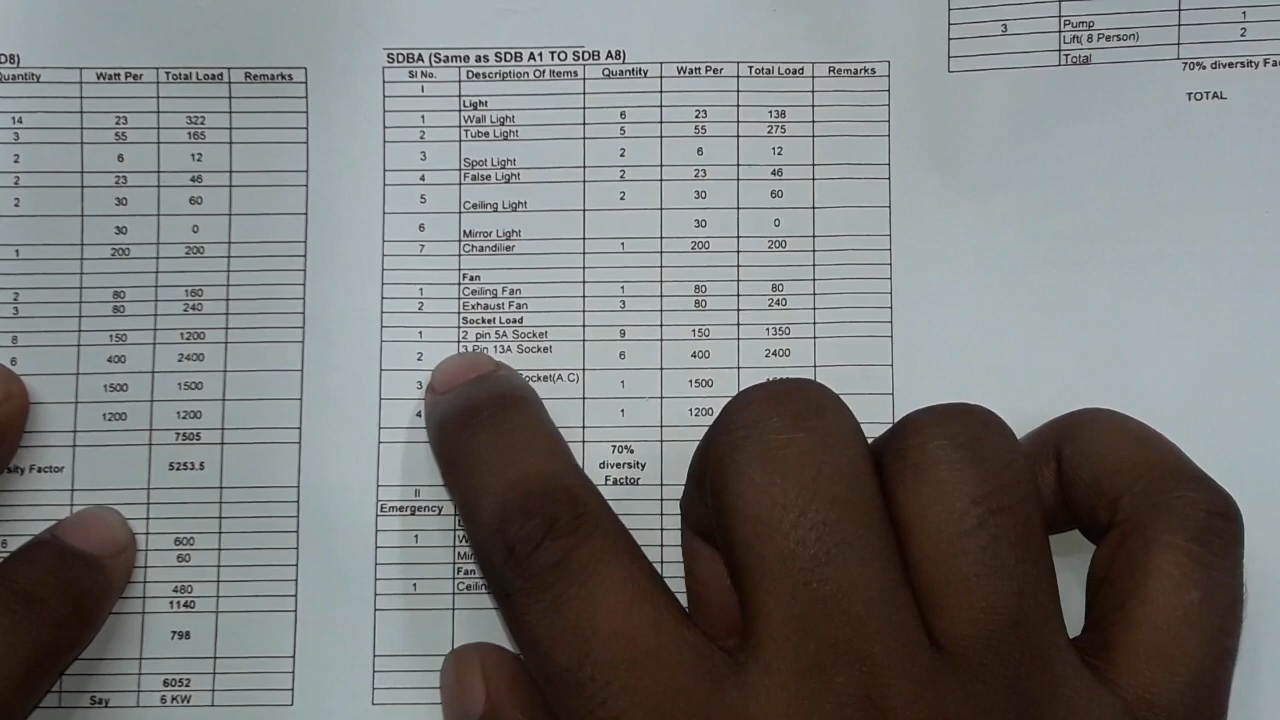 D8)
Quantity Watt Per Total Load Remarks
14 23 322
3 55 165
2 6 12
2 23 46
2 30 60
30 0
1 200 200
2 80 160
3 80 240
8 150 1200
6 400 2400
1500 1500
1200 1200
7505
sity Factor 5253.5
6 600
60
480
1140
798
6052
Say 6 KW
SDBA (Same as SDB A1 TO SDB A8)
Sl No. Description Of Items Quantity Watt Per Total Load Remarks
I
Light
1 Wall Light 6 23 138
2 Tube Light 5 55 275
3 Spot Light 2 6 12
4 False Light 2 23 46
5 Ceiling Light 2 30 60
6 Mirror Light 30 0
7 Chandilier 1 200 200
Fan
1 Ceiling Fan 1 80 80
2 Exhaust Fan 3 80 240
Socket Load
1 2 pin 5A Socket 9 150 1350
2 3 Pin 13A Socket 6 400 2400
3 ocket(A.C) 1 1500
4 1 1200
70%
diversity
Factor
II
Emergency
1
Fan
1 Ceilin
1
3 Pump 2
Lift( 8 Person)
Total
70% diversity Fa
TOTAL